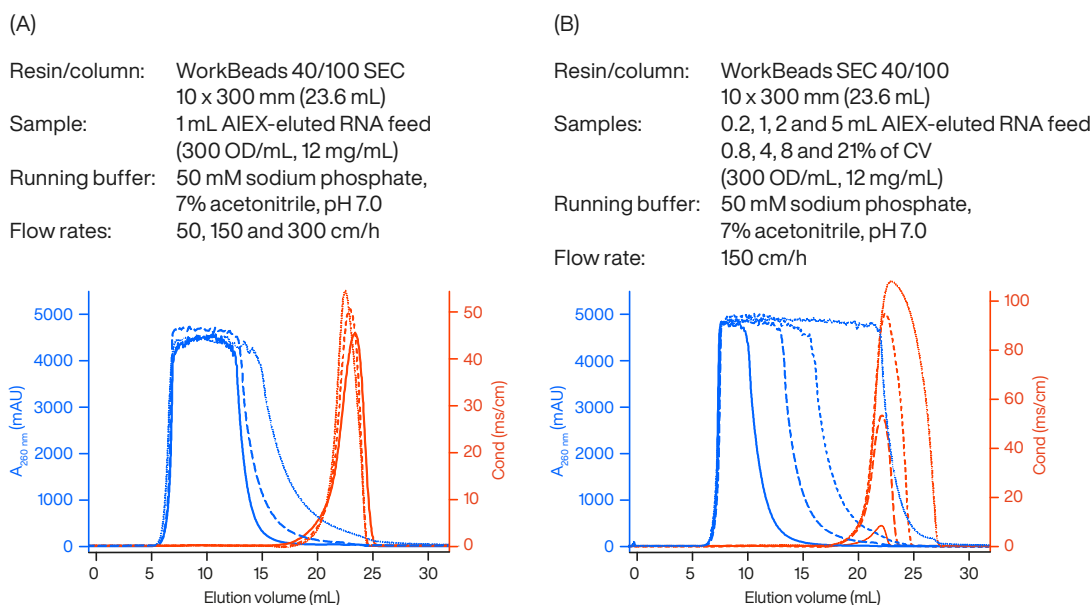 (A)
Resin/column: WorkBeads 40/100 SEC
10 x 300 mm (23.6 mL)
Sample: 1 mL AIEX-eluted RNA feed
(300 OD/mL, 12 mg/mL)
Running buffer: 50 mM sodium phosphate,
7% acetonitrile, pH 7.0
Flow rates: 50, 150 and 300 cm/h
5000
4000
3000
2000
1000
0
A260 nm (mAU)
50
40
30
20
10
0
Cond (ms/cm)
0 5 10 15 20 25 30
Elution volume (mL)
(B)
Resin/column: WorkBeads SEC 40/100
10 x 300 mm (23.6 mL)
Samples: 0.2, 1, 2 and 5 mL AIEX-eluted RNA feed
0.8, 4, 8 and 21% of CV
(300 OD/mL, 12 mg/mL)
Running buffer: 50 mM sodium phosphate,
7% acetonitrile, pH 7.0
Flow rate: 150 cm/h
5000
4000
3000
2000
1000
0
A260 nm (mAU)
100
80
60
40
20
0
Cond (ms/cm)
0 5 10 15 20 25 30
Elution volume (mL)